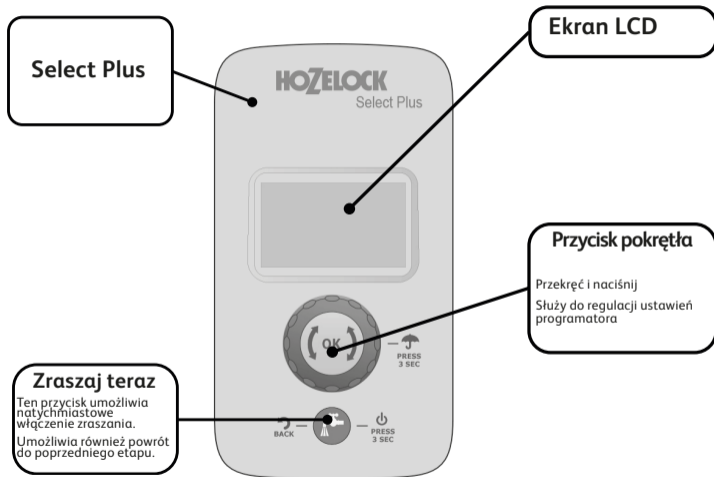 Select Plus
Ekran LCD
HOZELOCK
Select Plus
Przycisk pokrętła
Przekręć i naciśnij
Służy do regulacji ustawień
programatora
OK
PRESS
3 SEC
Zraszaj teraz
Ten przycisk umożliwia
natychmiastowe
włączenie zraszania.
Umożliwia również powrót
do poprzedniego etapu.
BACK
PRESS
3 SEC